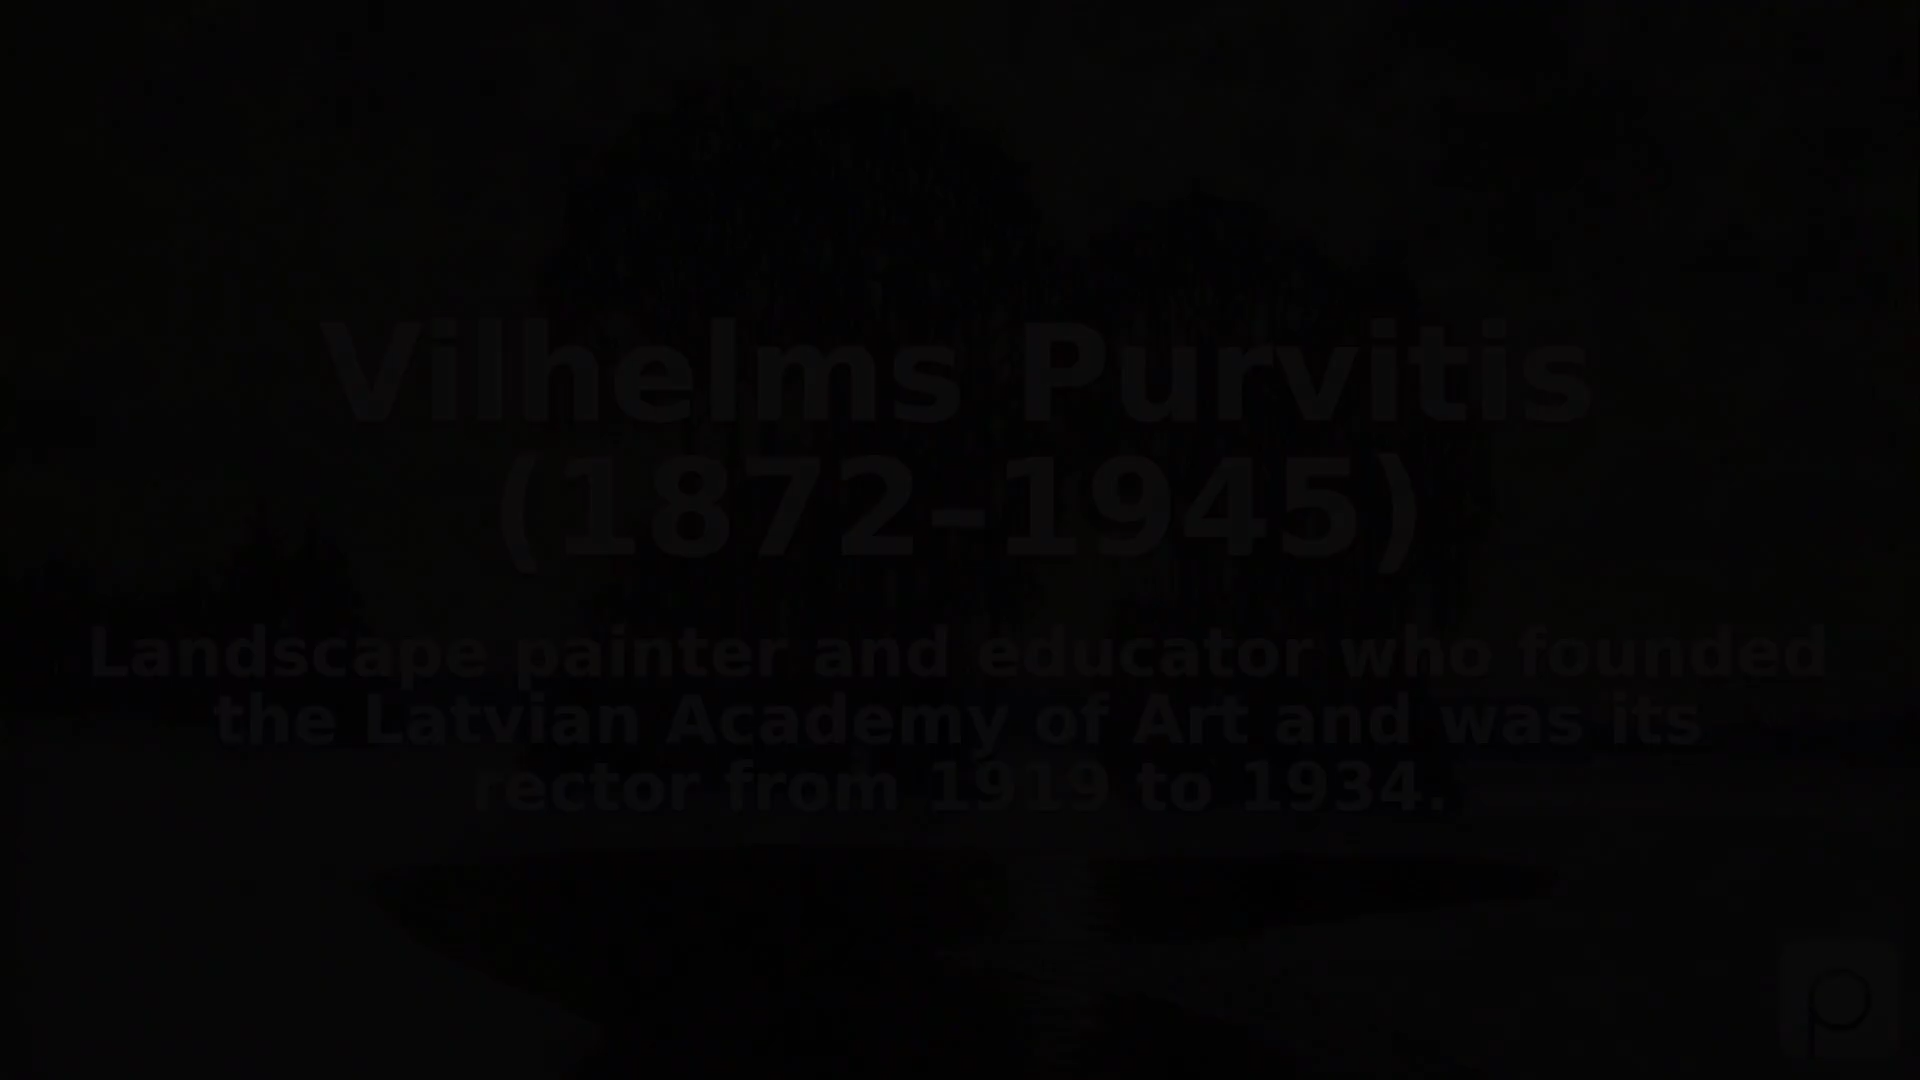 Vilhelms Purvitis
(1872–1945)
Landscape painter and educator who founded
the Latvian Academy of Art and was its
rector from 1919 to 1934.